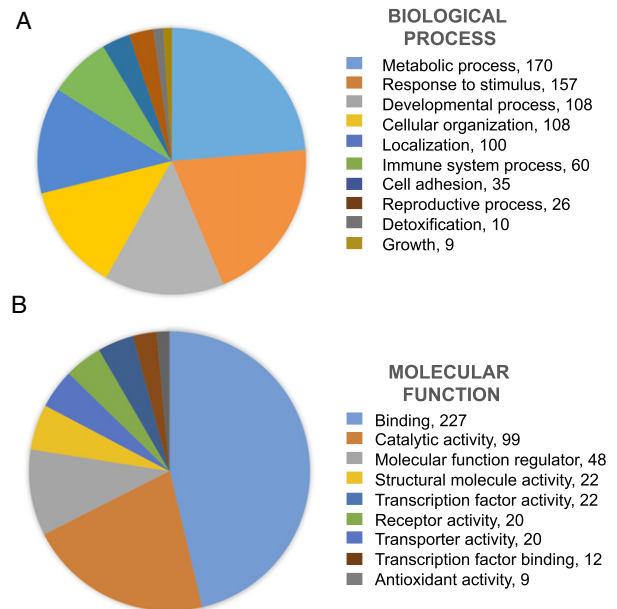 A
BIOLOGICAL
PROCESS
Metabolic process, 170
Response to stimulus, 157
Developmental process, 108
Cellular organization, 108
Localization, 100
Immune system process, 60
Cell adhesion, 35
Reproductive process, 26
Detoxification, 10
Growth, 9
B
MOLECULAR
FUNCTION
Binding, 227
Catalytic activity, 99
Molecular function regulator, 48
Structural molecule activity, 22
Transcription factor activity, 22
Receptor activity, 20
Transporter activity, 20
Transcription factor binding, 12
Antioxidant activity, 9